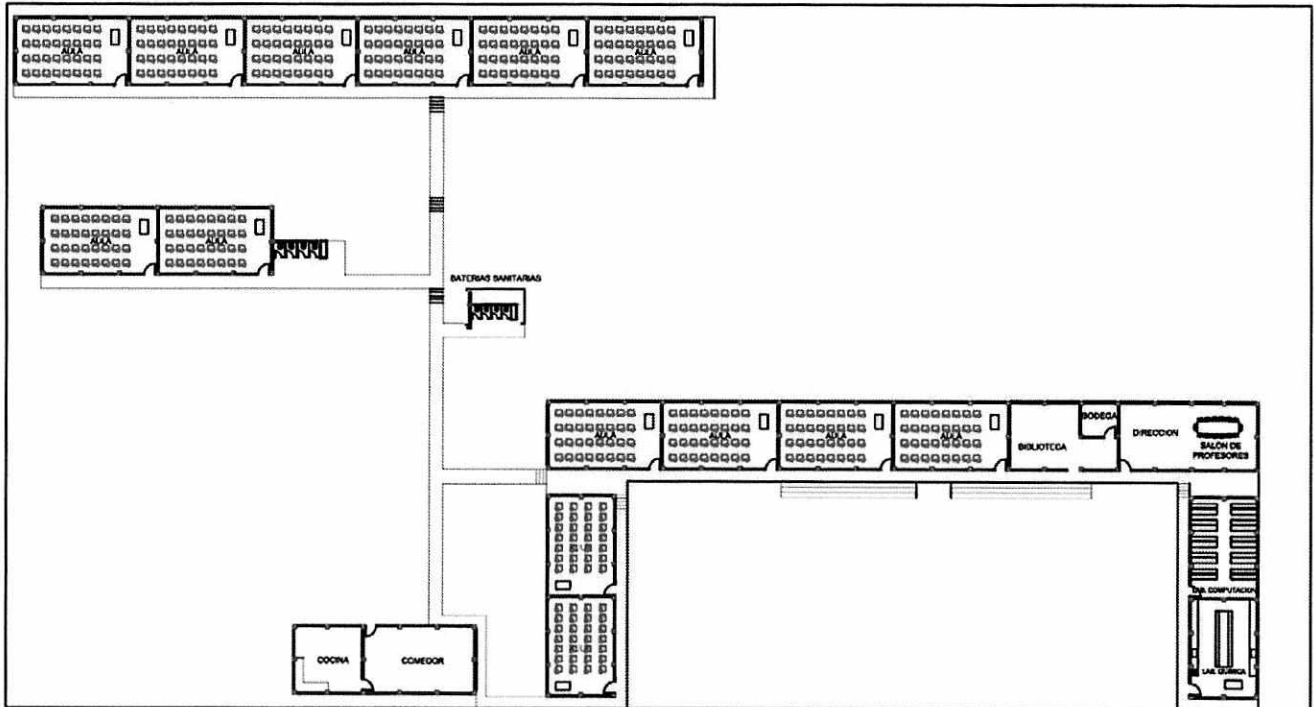 AULA
AULA
AULA
AULA
AULA
AULA
AULA
AULA
BATERIAS SANITARIAS
AULA
AULA
AULA
AULA
BIBLIOTECA
BODEGA
DIRECCION
SALÓN DE
PROFESORES
LAB. COMPUTACION
LAB. QUIMICA
COCINA
COMEDOR